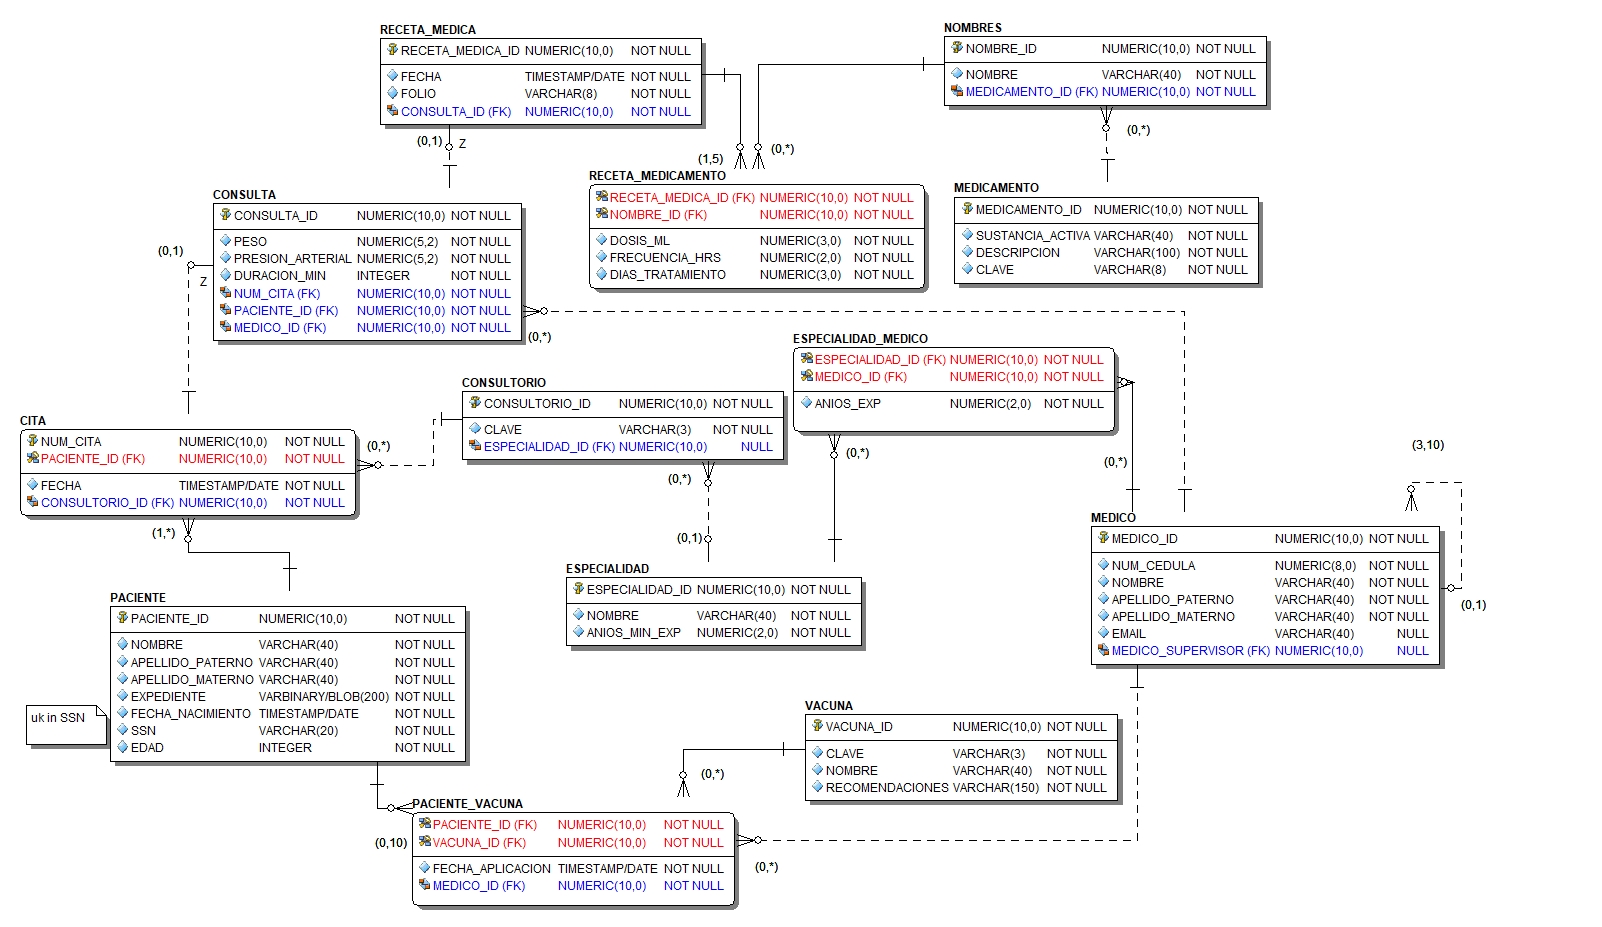 RECETA_MEDICA
RECETA_MEDICA_ID NUMERIC(10,0) NOT NULL
FECHA TIMESTAMP/DATE NOT NULL
FOLIO VARCHAR(8) NOT NULL
CONSULTA_ID (FK) NUMERIC(10,0) NOT NULL
(0,1)
Z
NOMBRES
NOMBRE_ID NUMERIC(10,0) NOT NULL
NOMBRE VARCHAR(40) NOT NULL
MEDICAMENTO_ID (FK) NUMERIC(10,0) NOT NULL
(0,*)
(1,5)
(0,*)
RECETA_MEDICAMENTO
RECETA_MEDICA_ID (FK) NUMERIC(10,0) NOT NULL
NOMBRE_ID (FK) NUMERIC(10,0) NOT NULL
DOSIS_ML NUMERIC(3,0) NOT NULL
FRECUENCIA_HRS NUMERIC(2,0) NOT NULL
DIAS_TRATAMIENTO NUMERIC(3,0) NOT NULL
MEDICAMENTO
MEDICAMENTO_ID NUMERIC(10,0) NOT NULL
SUSTANCIA_ACTIVA VARCHAR(40) NOT NULL
DESCRIPCION VARCHAR(100) NOT NULL
CLAVE VARCHAR(8) NOT NULL
CONSULTA
CONSULTA_ID NUMERIC(10,0) NOT NULL
PESO NUMERIC(5,2) NOT NULL
PRESION_ARTERIAL NUMERIC(5,2) NOT NULL
DURACION_MIN INTEGER NOT NULL
NUM_CITA (FK) NUMERIC(10,0) NOT NULL
PACIENTE_ID (FK) NUMERIC(10,0) NOT NULL
MEDICO_ID (FK) NUMERIC(10,0) NOT NULL
(0,1)
Z
(0,*)
ESPECIALIDAD_MEDICO
ESPECIALIDAD_ID (FK) NUMERIC(10,0) NOT NULL
MEDICO_ID (FK) NUMERIC(10,0) NOT NULL
ANIOS_EXP NUMERIC(2,0) NOT NULL
(0,*)
(0,*)
CONSULTORIO
CONSULTORIO_ID NUMERIC(10,0) NOT NULL
CLAVE VARCHAR(3) NOT NULL
ESPECIALIDAD_ID (FK) NUMERIC(10,0) NULL
(0,*)
(0,1)
CITA
NUM_CITA NUMERIC(10,0) NOT NULL
PACIENTE_ID (FK) NUMERIC(10,0) NOT NULL
FECHA TIMESTAMP/DATE NOT NULL
CONSULTORIO_ID (FK) NUMERIC(10,0) NOT NULL
(0,*)
(1,*)
(3,10)
MEDICO
MEDICO_ID NUMERIC(10,0) NOT NULL
NUM_CEDULA NUMERIC(8,0) NOT NULL
NOMBRE VARCHAR(40) NOT NULL
APELLIDO_PATERNO VARCHAR(40) NOT NULL
APELLIDO_MATERNO VARCHAR(40) NOT NULL
EMAIL VARCHAR(40) NULL
MEDICO_SUPERVISOR (FK) NUMERIC(10,0) NULL
(0,1)
ESPECIALIDAD
ESPECIALIDAD_ID NUMERIC(10,0) NOT NULL
NOMBRE VARCHAR(40) NOT NULL
ANIOS_MIN_EXP NUMERIC(2,0) NOT NULL
PACIENTE
PACIENTE_ID NUMERIC(10,0) NOT NULL
NOMBRE VARCHAR(40) NOT NULL
APELLIDO_PATERNO VARCHAR(40) NOT NULL
APELLIDO_MATERNO VARCHAR(40) NOT NULL
EXPEDIENTE VARBINARY/BLOB(200) NOT NULL
FECHA_NACIMIENTO TIMESTAMP/DATE NOT NULL
SSN VARCHAR(20) NOT NULL
EDAD INTEGER NOT NULL
uk in SSN
VACUNA
VACUNA_ID NUMERIC(10,0) NOT NULL
CLAVE VARCHAR(3) NOT NULL
NOMBRE VARCHAR(40) NOT NULL
RECOMENDACIONES VARCHAR(150) NOT NULL
(0,*)
PACIENTE_VACUNA
PACIENTE_ID (FK) NUMERIC(10,0) NOT NULL
VACUNA_ID (FK) NUMERIC(10,0) NOT NULL
FECHA_APLICACION TIMESTAMP/DATE NOT NULL
MEDICO_ID (FK) NUMERIC(10,0) NOT NULL
(0,10)
(0,*)